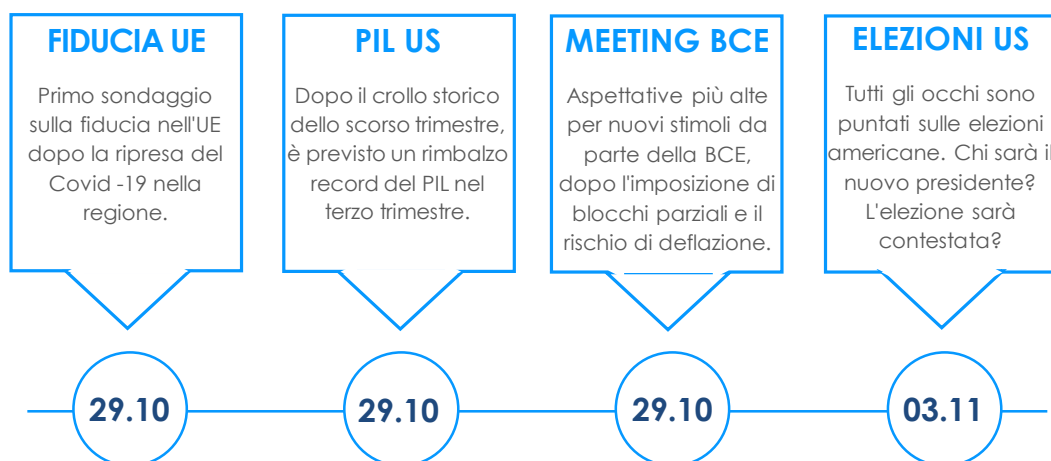 FIDUCIA UE
Primo sondaggio
sulla fiducia nell'UE
dopo la ripresa del
Covid -19 nella
regione.
PIL US
Dopo il crollo storico
dello scorso trimestre,
è previsto un rimbalzo
record del PIL nel
terzo trimestre.
MEETING BCE
Aspettative più alte
per nuovi stimoli da
parte della BCE,
dopo l'imposizione di
blocchi parziali e il
rischio di deflazione.
ELEZIONI US
Tutti gli occhi sono
puntati sulle elezioni
americane. Chi sarà il
nuovo presidente?
L'elezione sarà
contestata?
29.10
29.10
29.10
03.11